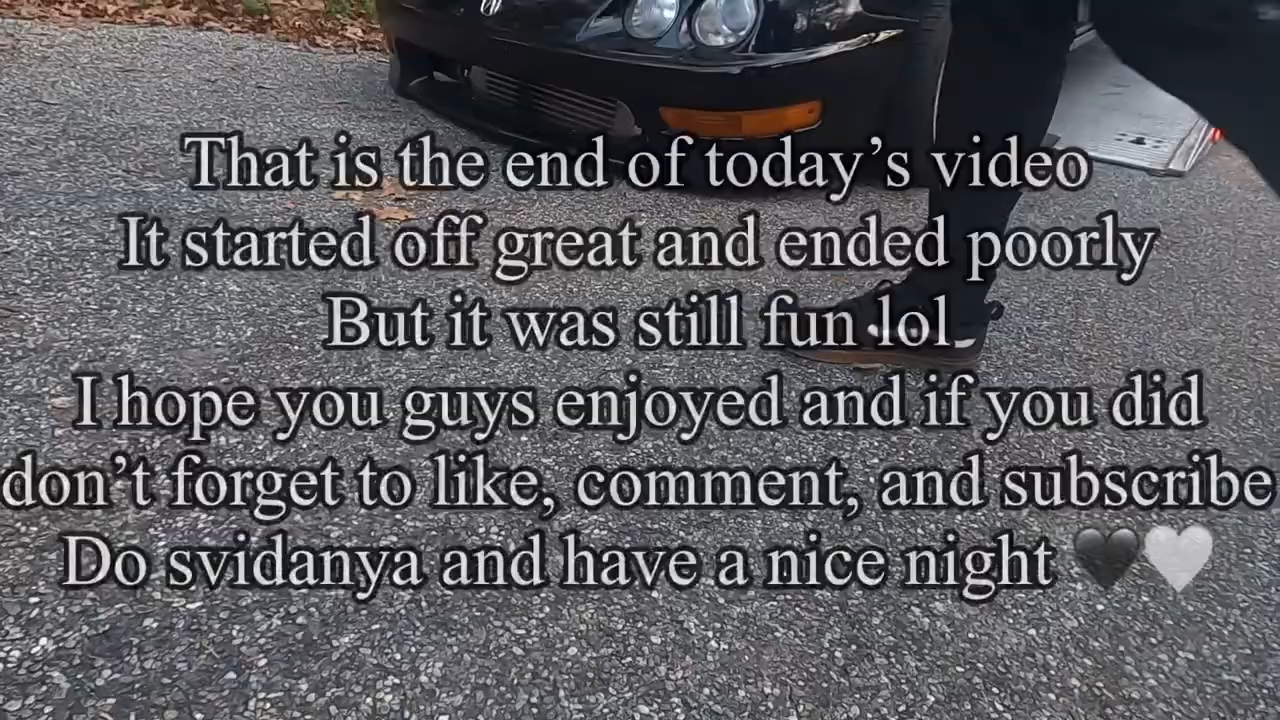 That is the end of today’s video
It started off great and ended poorly
But it was still fun lol
I hope you guys enjoyed and if you did
don’t forget to like, comment, and subscribe
Do svidanya and have a nice night 🖤🤍